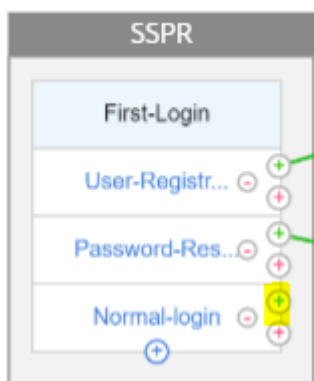 SSPR
First-Login
User-Registr...
Password-Res...
Normal-login